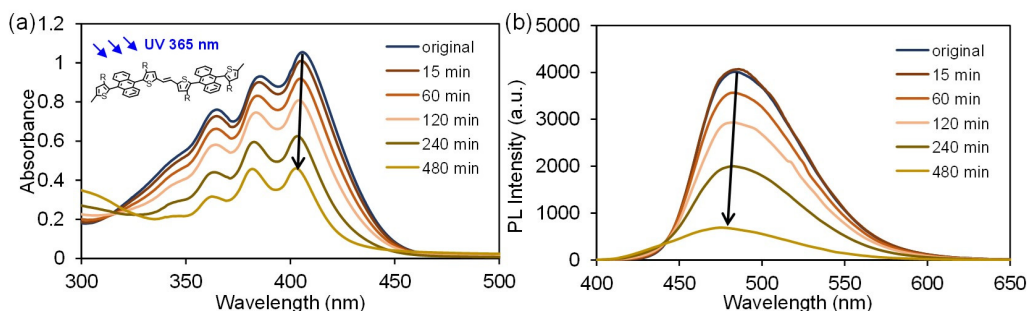 (a)
1.2
1
0.8
0.6
0.4
0.2
0
Absorbance
UV 365 nm
R
S
S
R
S
R
S
R
original
15 min
60 min
120 min
240 min
480 min
300
350
400
450
500
Wavelength (nm)
(b)
5000
4000
3000
2000
1000
0
PL Intensity (a.u.)
original
15 min
60 min
120 min
240 min
480 min
400
450
500
550
600
650
Wavelength (nm)